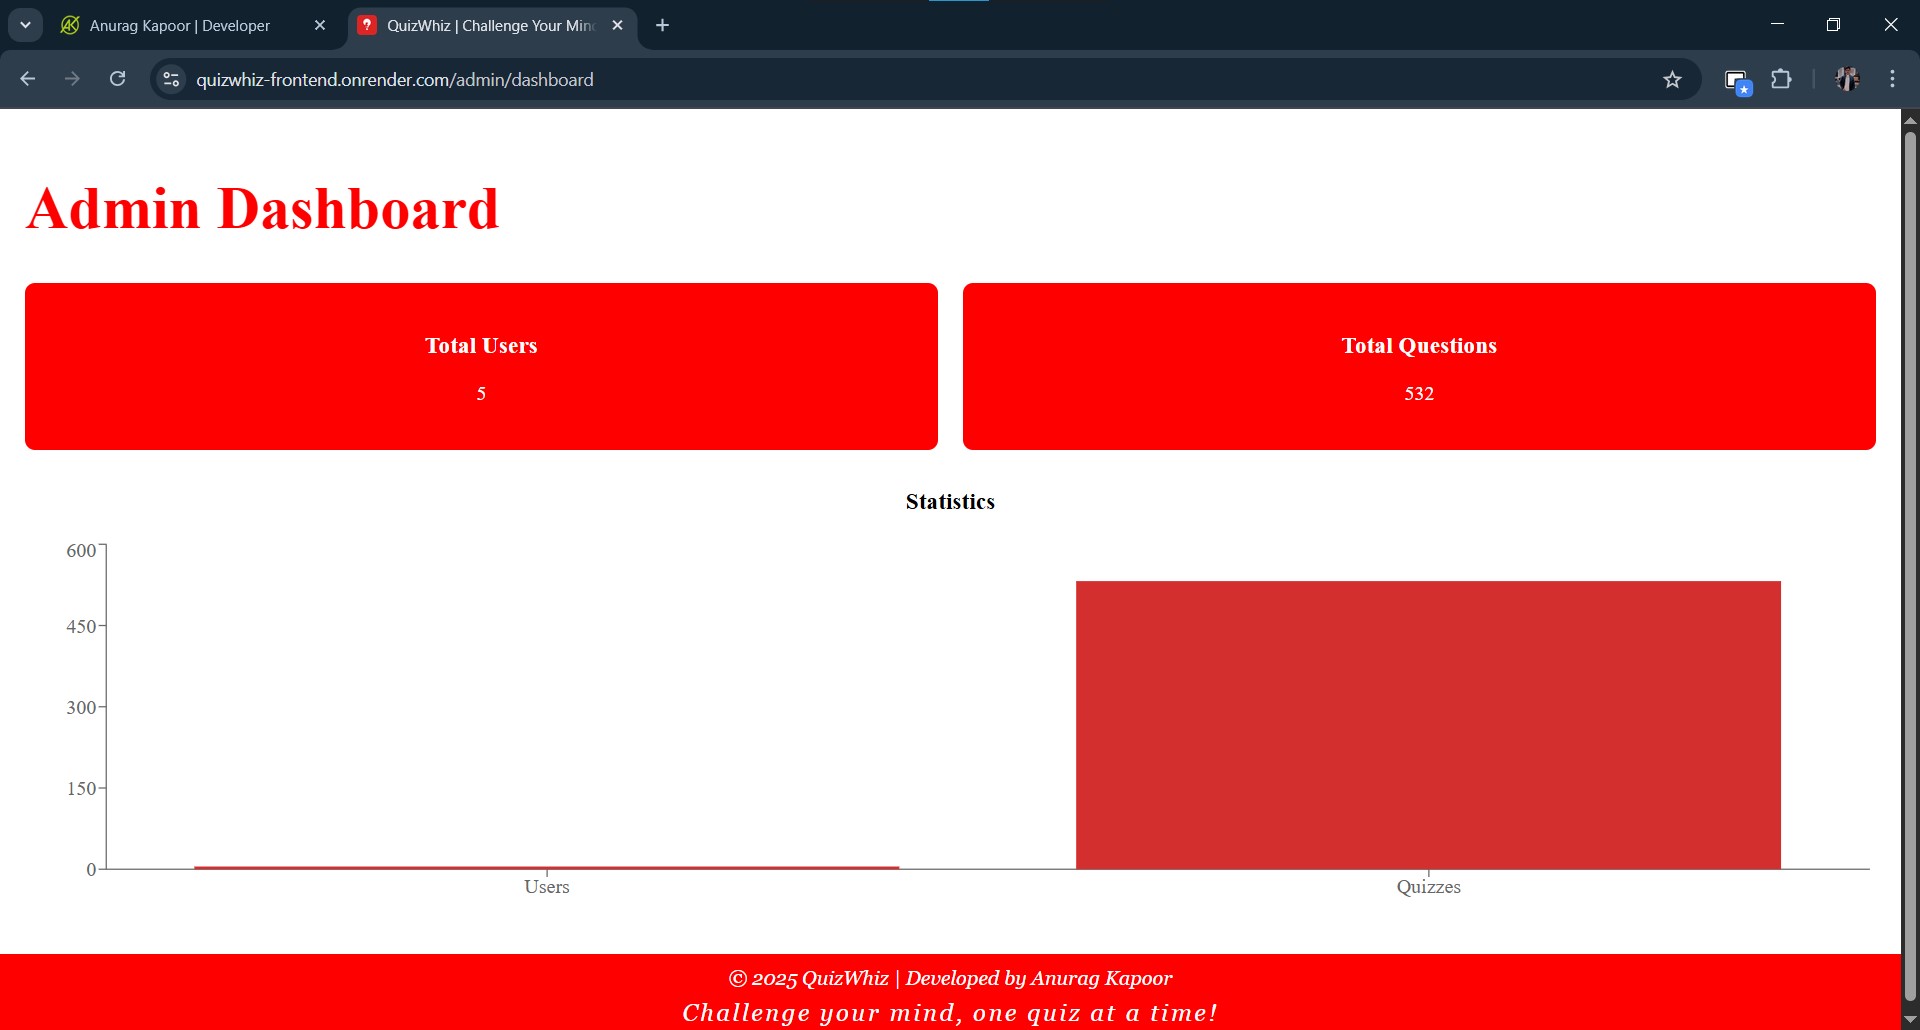 Anurag Kapoor | Developer
QuizWhiz | Challenge Your Min
quizwhiz-frontend.onrender.com/admin/dashboard
Admin Dashboard
Total Users
5
Total Questions
532
Statistics
600
450
300
150
0
Users
Quizzes
© 2025 QuizWhiz | Developed by Anurag Kapoor
Challenge your mind, one quiz at a time!